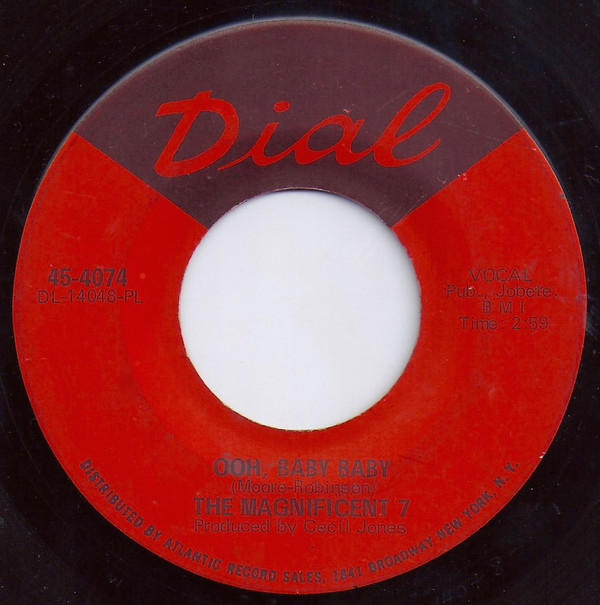 Dial
45-4074
DL-14048-PL
VOCAL
Pub., Jobete,
B M I
Time: 2:59
OOH, BABY BABY
(Moore-Robinson)
THE MAGNIFICENT 7
Produced by Cecil Jones
DISTRIBUTED BY ATLANTIC RECORD SALES, 1841 BROADWAY NEW YORK, N. Y.